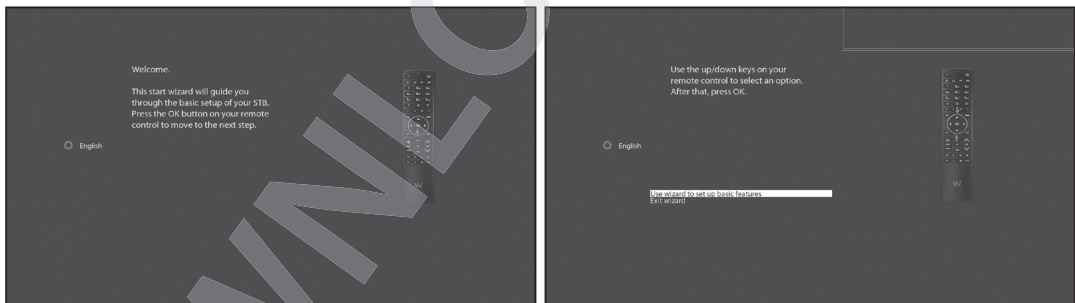 Welcome.
This start wizard will guide you
through the basic setup of your STB.
Press the OK button on your remote
control to move to the next step.
English
Use the up/down keys on your
remote control to select an option.
After that, press OK.
English
Use wizard to set up basic features
Exit wizard